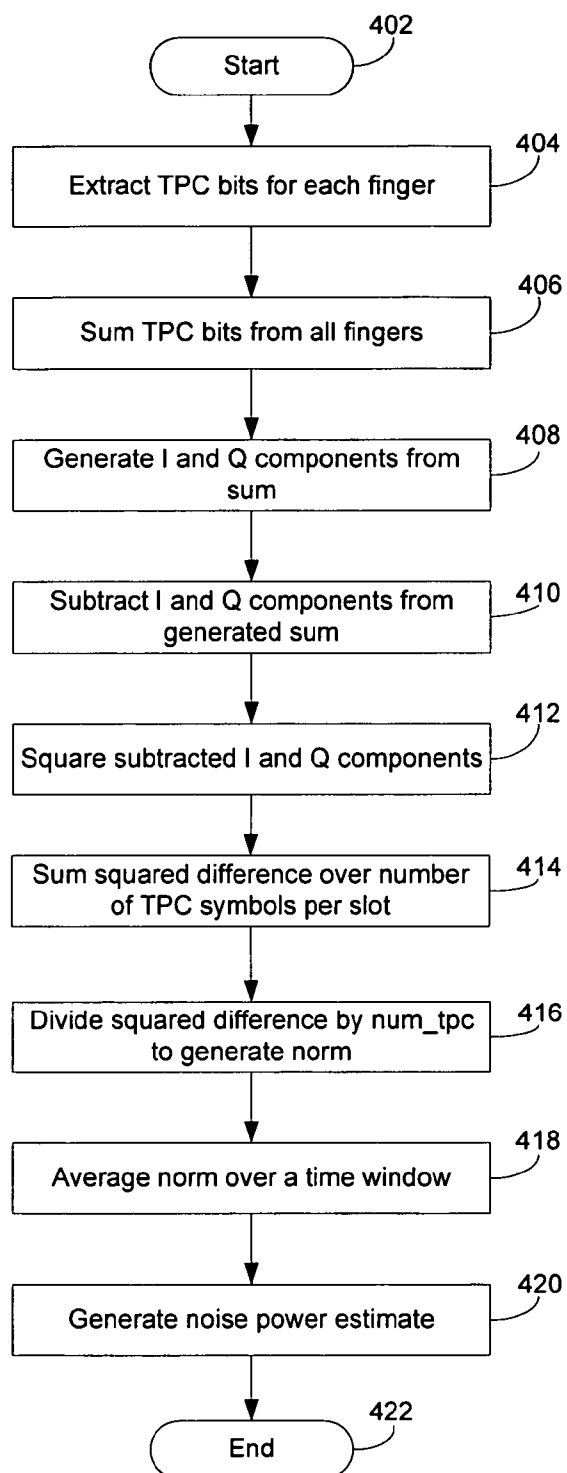 402
Start
404
Extract TPC bits for each finger
406
Sum TPC bits from all fingers
408
Generate I and Q components from
sum
410
Subtract I and Q components from
generated sum
412
Square subtracted I and Q components
414
Sum squared difference over number
of TPC symbols per slot
416
Divide squared difference by num_tpc
to generate norm
418
Average norm over a time window
420
Generate noise power estimate
422
End